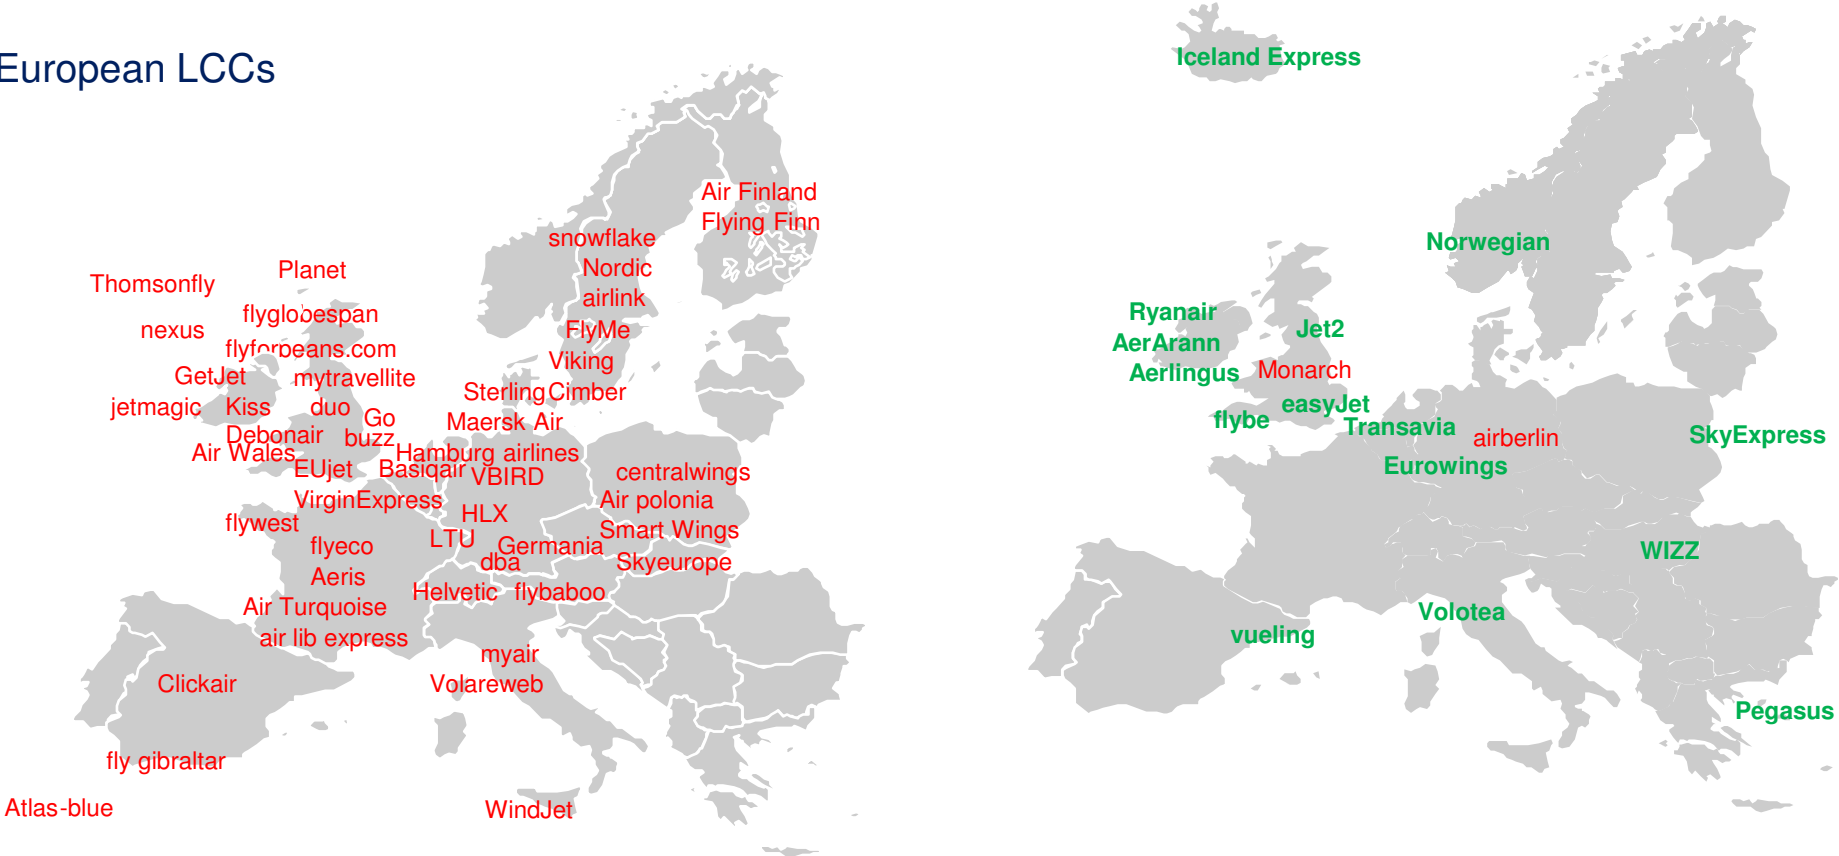 European LCCs
Air Finland
Flying Finn
snowflake
Nordic
airlink
FlyMe
Viking
Sterling Cimber
Maersk Air
Planet
Thomsonfly
flyglobespan
nexus
flyforbeans.com
GetJet
mytravellite
jetmagic
Kiss
duo
Go
Debonair
buzz
Air Wales
Hamburg airlines
EUjet
Basiqair
VBIRD
centralwings
VirginExpress
Air polonia
HLX
flywest
Smart Wings
LTU
flyeco
Germania
dba
Skyeurope
Aeris
Helvetic
flybaboo
Air Turquoise
air lib express
myair
Clickair
Volareweb
fly gibraltar
Atlas-blue
WindJet
Iceland Express
Norwegian
Ryanair
Jet2
AerArann
Aerlingus
Monarch
easyJet
flybe
Transavia
airberlin
SkyExpress
Eurowings
WIZZ
Volotea
vueling
Pegasus